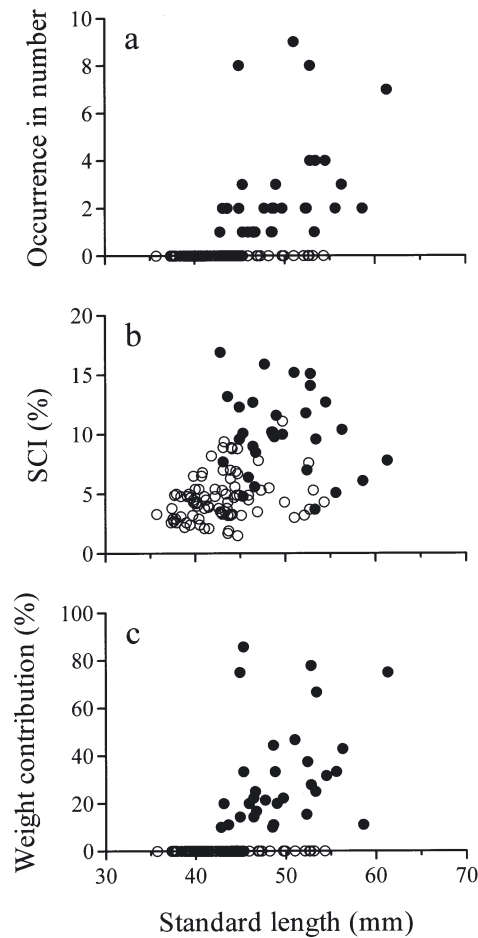 Occurrence in number
a
10
8
6
4
2
0
SCI (%)
b
20
15
10
5
0
Weight contribution (%)
c
100
80
60
40
20
0
30 40 50 60 70
Standard length (mm)